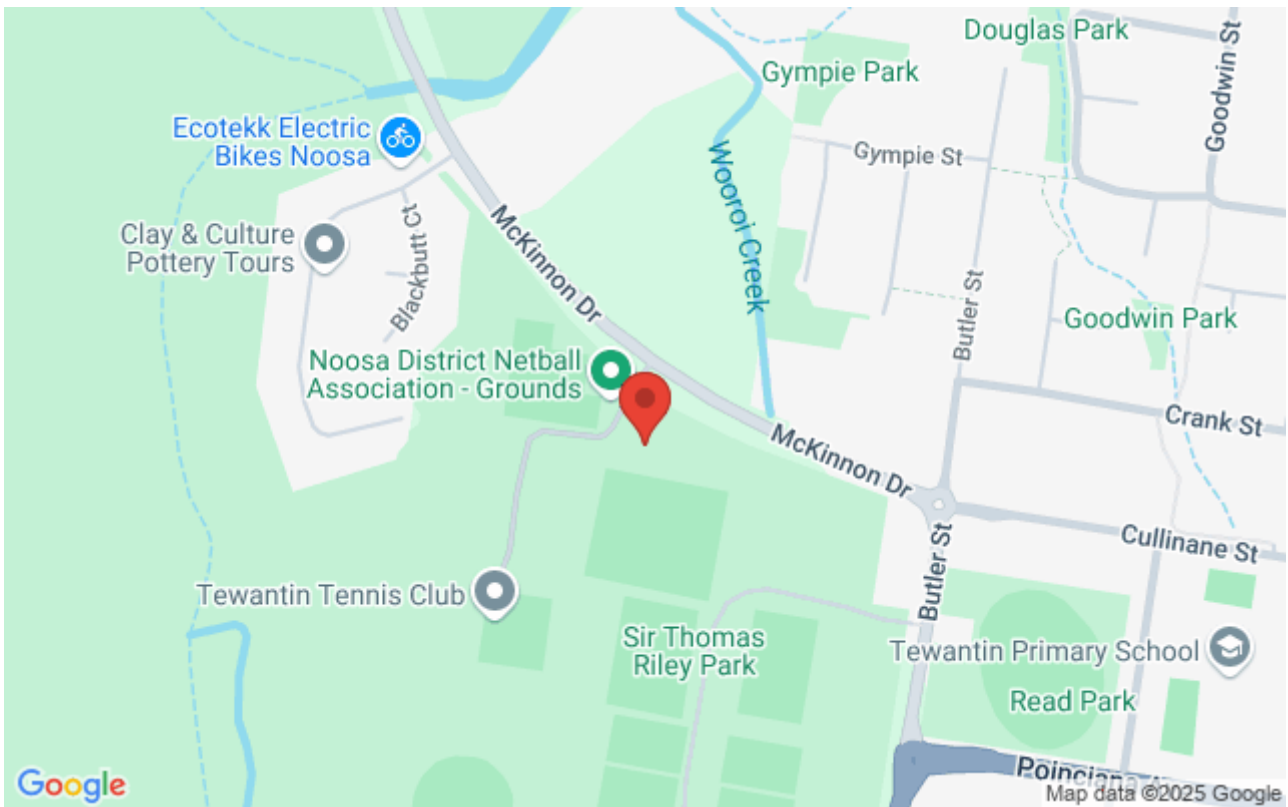 Douglas Park
Goodwin St
Gympie Park
Ecotekk Electric
Bikes Noosa
Gympie St
Wooroi Creek
McKinnon Dr
Clay & Culture
Pottery Tours
Blackbutt Ct
Butler St
Goodwin Park
Noosa District Netball
Association - Grounds
Crank St
McKinnon Dr
Cullinane St
Butler St
Tewantin Tennis Club
Sir Thomas
Riley Park
Tewantin Primary School
Read Park
Poinciana A
Google
Map data ©2025 Google